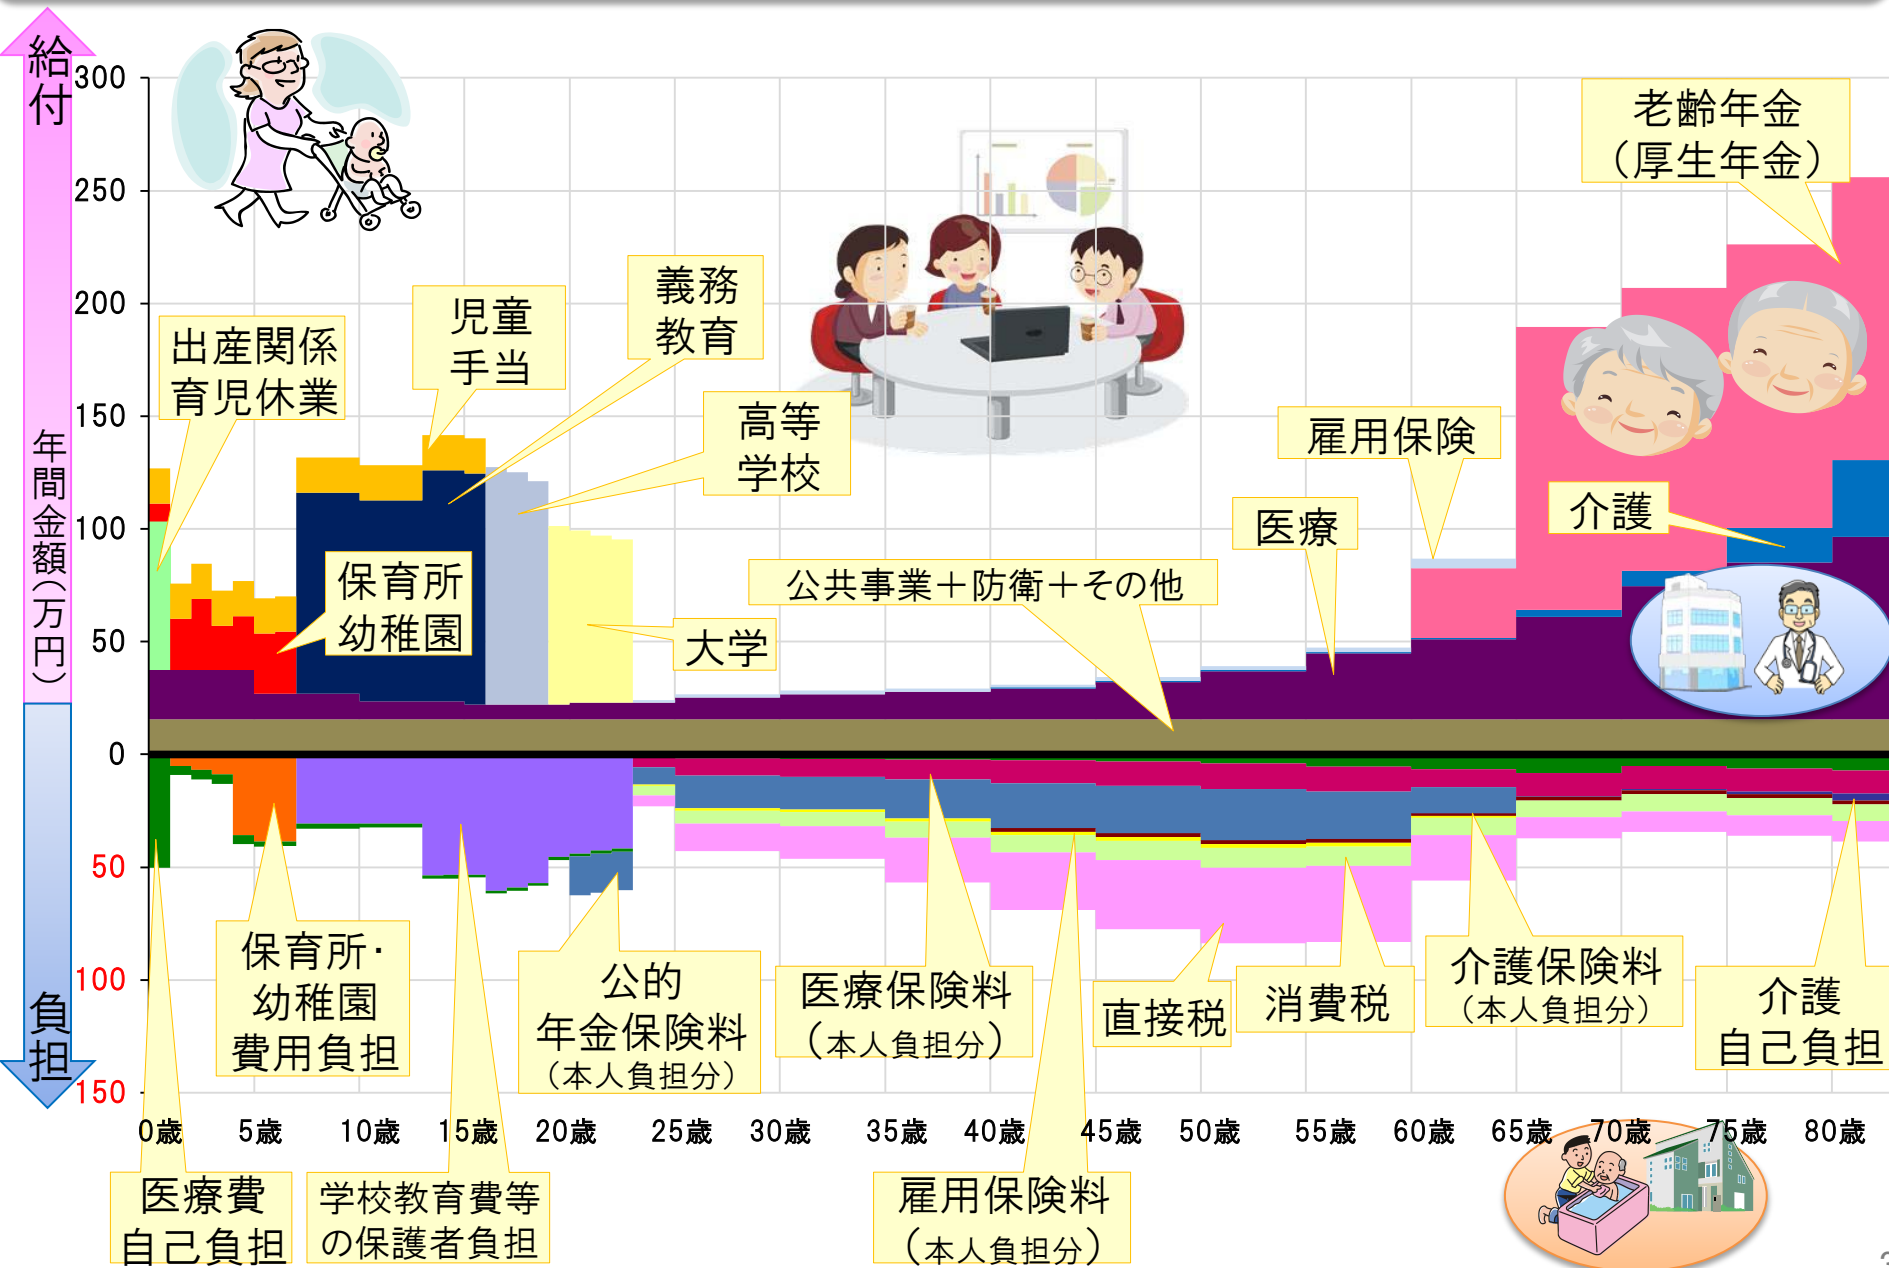 給付
年間金額（万円）
負担
300
250
200
150
100
50
0
50
100
150
出産関係
育児休業
児童
手当
義務
教育
高等
学校
保育所
幼稚園
大学
公共事業＋防衛＋その他
医療
雇用保険
介護
老齢年金
（厚生年金）
保育所・
幼稚園
費用負担
公的
年金保険料
（本人負担分）
医療保険料
（本人負担分）
直接税
消費税
介護保険料
（本人負担分）
介護
自己負担
0歳 5歳 10歳 15歳 20歳 25歳 30歳 35歳 40歳 45歳 50歳 55歳 60歳 65歳 70歳 75歳 80歳
医療費
自己負担
学校教育費等
の保護者負担
雇用保険料
（本人負担分）